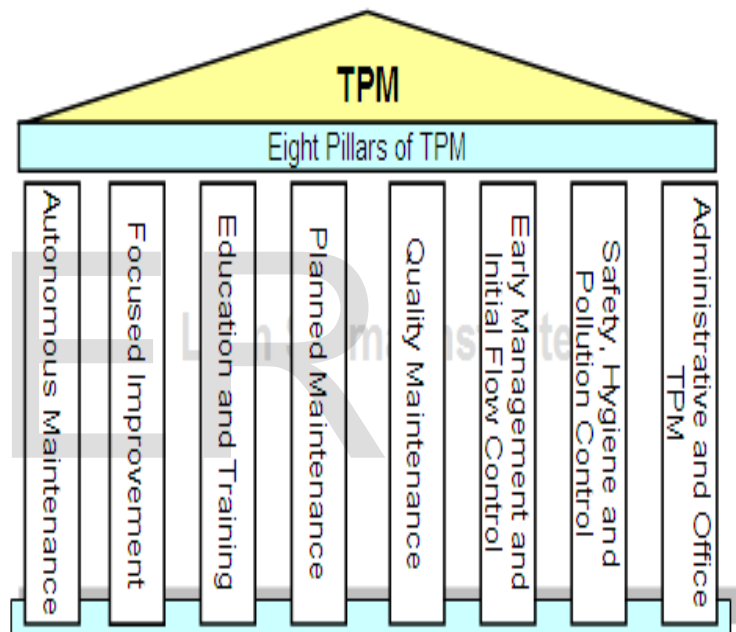 TPM
Eight Pillars of TPM
Autonomous Maintenance
Focused Improvement
Education and Training
Planned Maintenance
Quality Maintenance
Early Management and
Initial Flow Control
Safety, Hygiene and
Pollution Control
Administrative and Office
TPM
ER